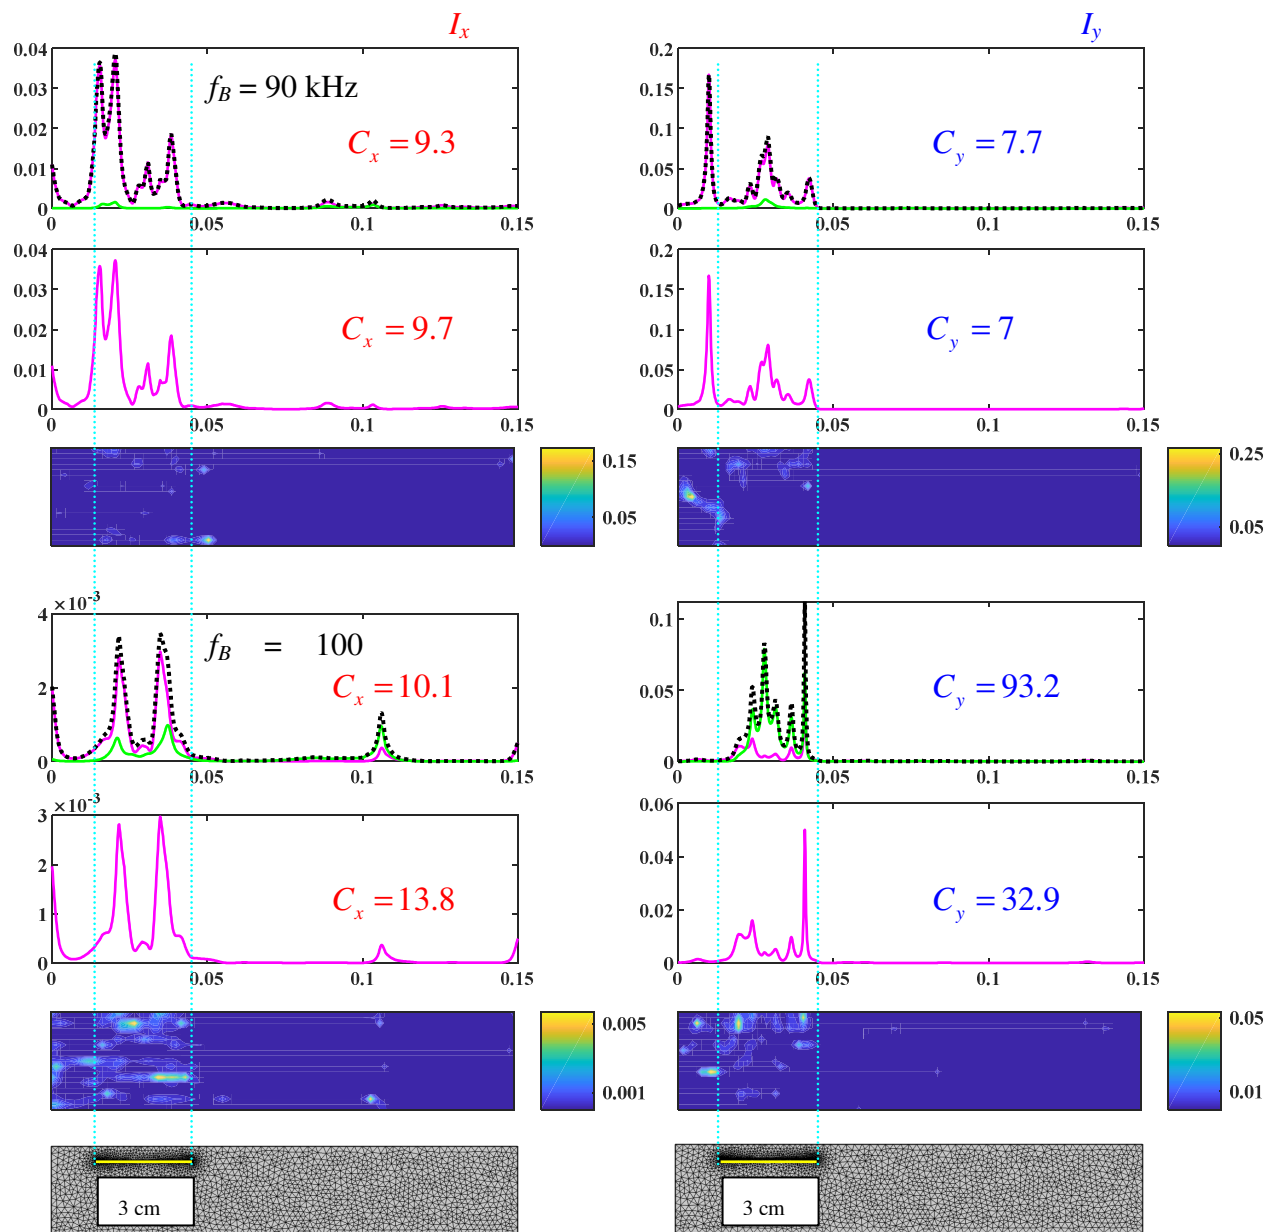 I_x
I_y
0.04
0.03
0.02
0.01
0
f_B = 90 kHz
C_x = 9.3
0 0.05 0.1 0.15
0.2
0.15
0.1
0.05
0
C_y = 7.7
0 0.05 0.1 0.15
0.04
0.03
0.02
0.01
0
C_x = 9.7
0 0.05 0.1 0.15
0.2
0.15
0.1
0.05
0
C_y = 7
0 0.05 0.1 0.15
0.15
0.05
0.25
0.05
×10⁻³
4
2
0
f_B = 100
C_x = 10.1
0 0.05 0.1 0.15
0.1
0.05
0
C_y = 93.2
0 0.05 0.1 0.15
×10⁻³
3
2
1
0
C_x = 13.8
0 0.05 0.1 0.15
0.06
0.04
0.02
0
C_y = 32.9
0 0.05 0.1 0.15
0.005
0.001
0.05
0.01
3 cm
3 cm